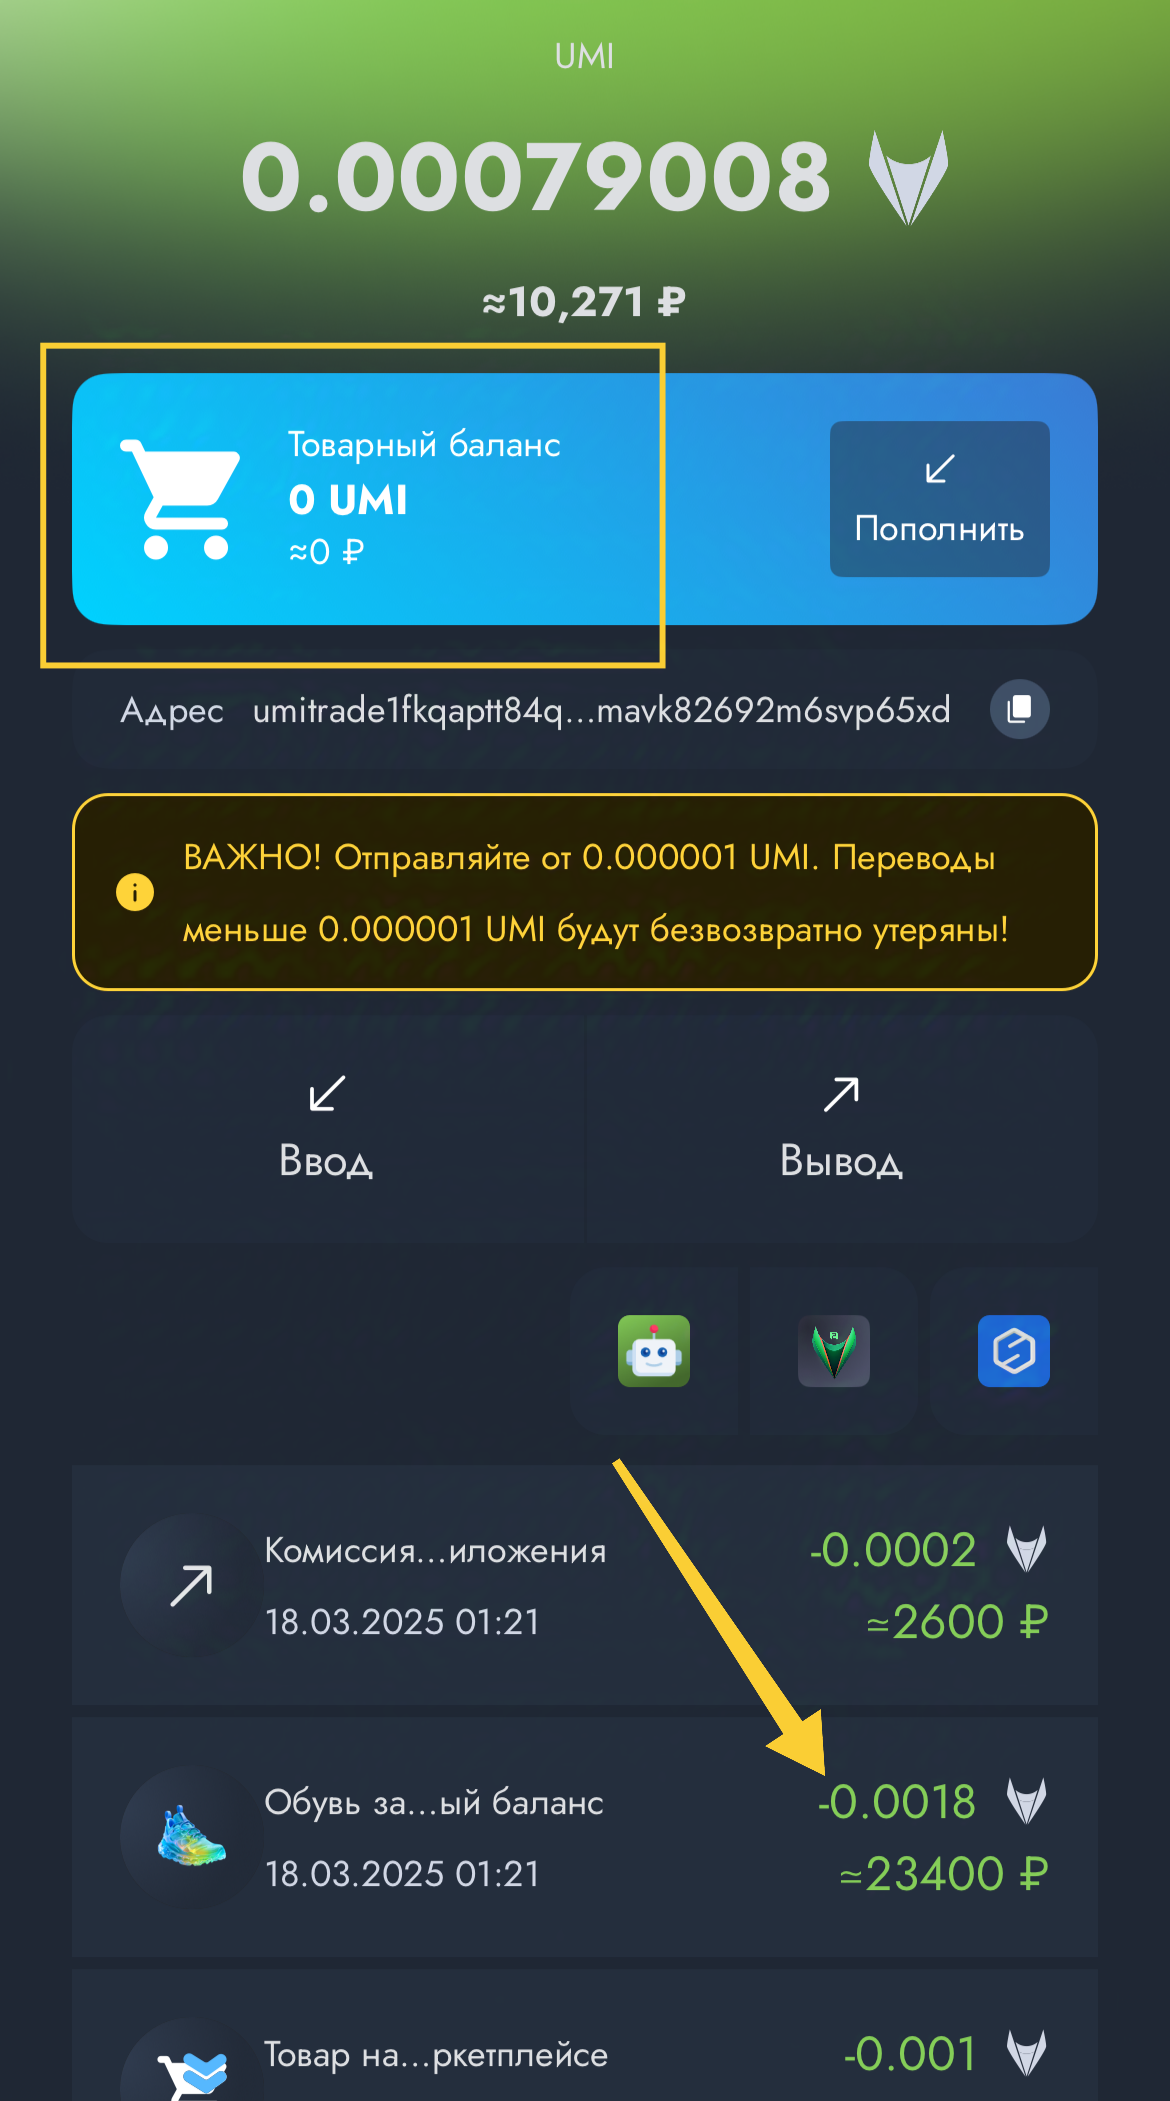 UMI
0.00079008
≈10,271 ₽
Товарный баланс
0 UMI
≈0 ₽
Пополнить
Адрес umitrade1fkqaptt84q...mavk82692m6svp65xd
ВАЖНО! Отправляйте от 0.000001 UMI. Переводы
меньше 0.000001 UMI будут безвозвратно утеряны!
Ввод
Вывод
Комиссия...иложения
-0.0002
18.03.2025 01:21
≃2600 ₽
Обувь за...ый баланс
-0.0018
18.03.2025 01:21
≃23400 ₽
Товар на...ркетплейсе
-0.001